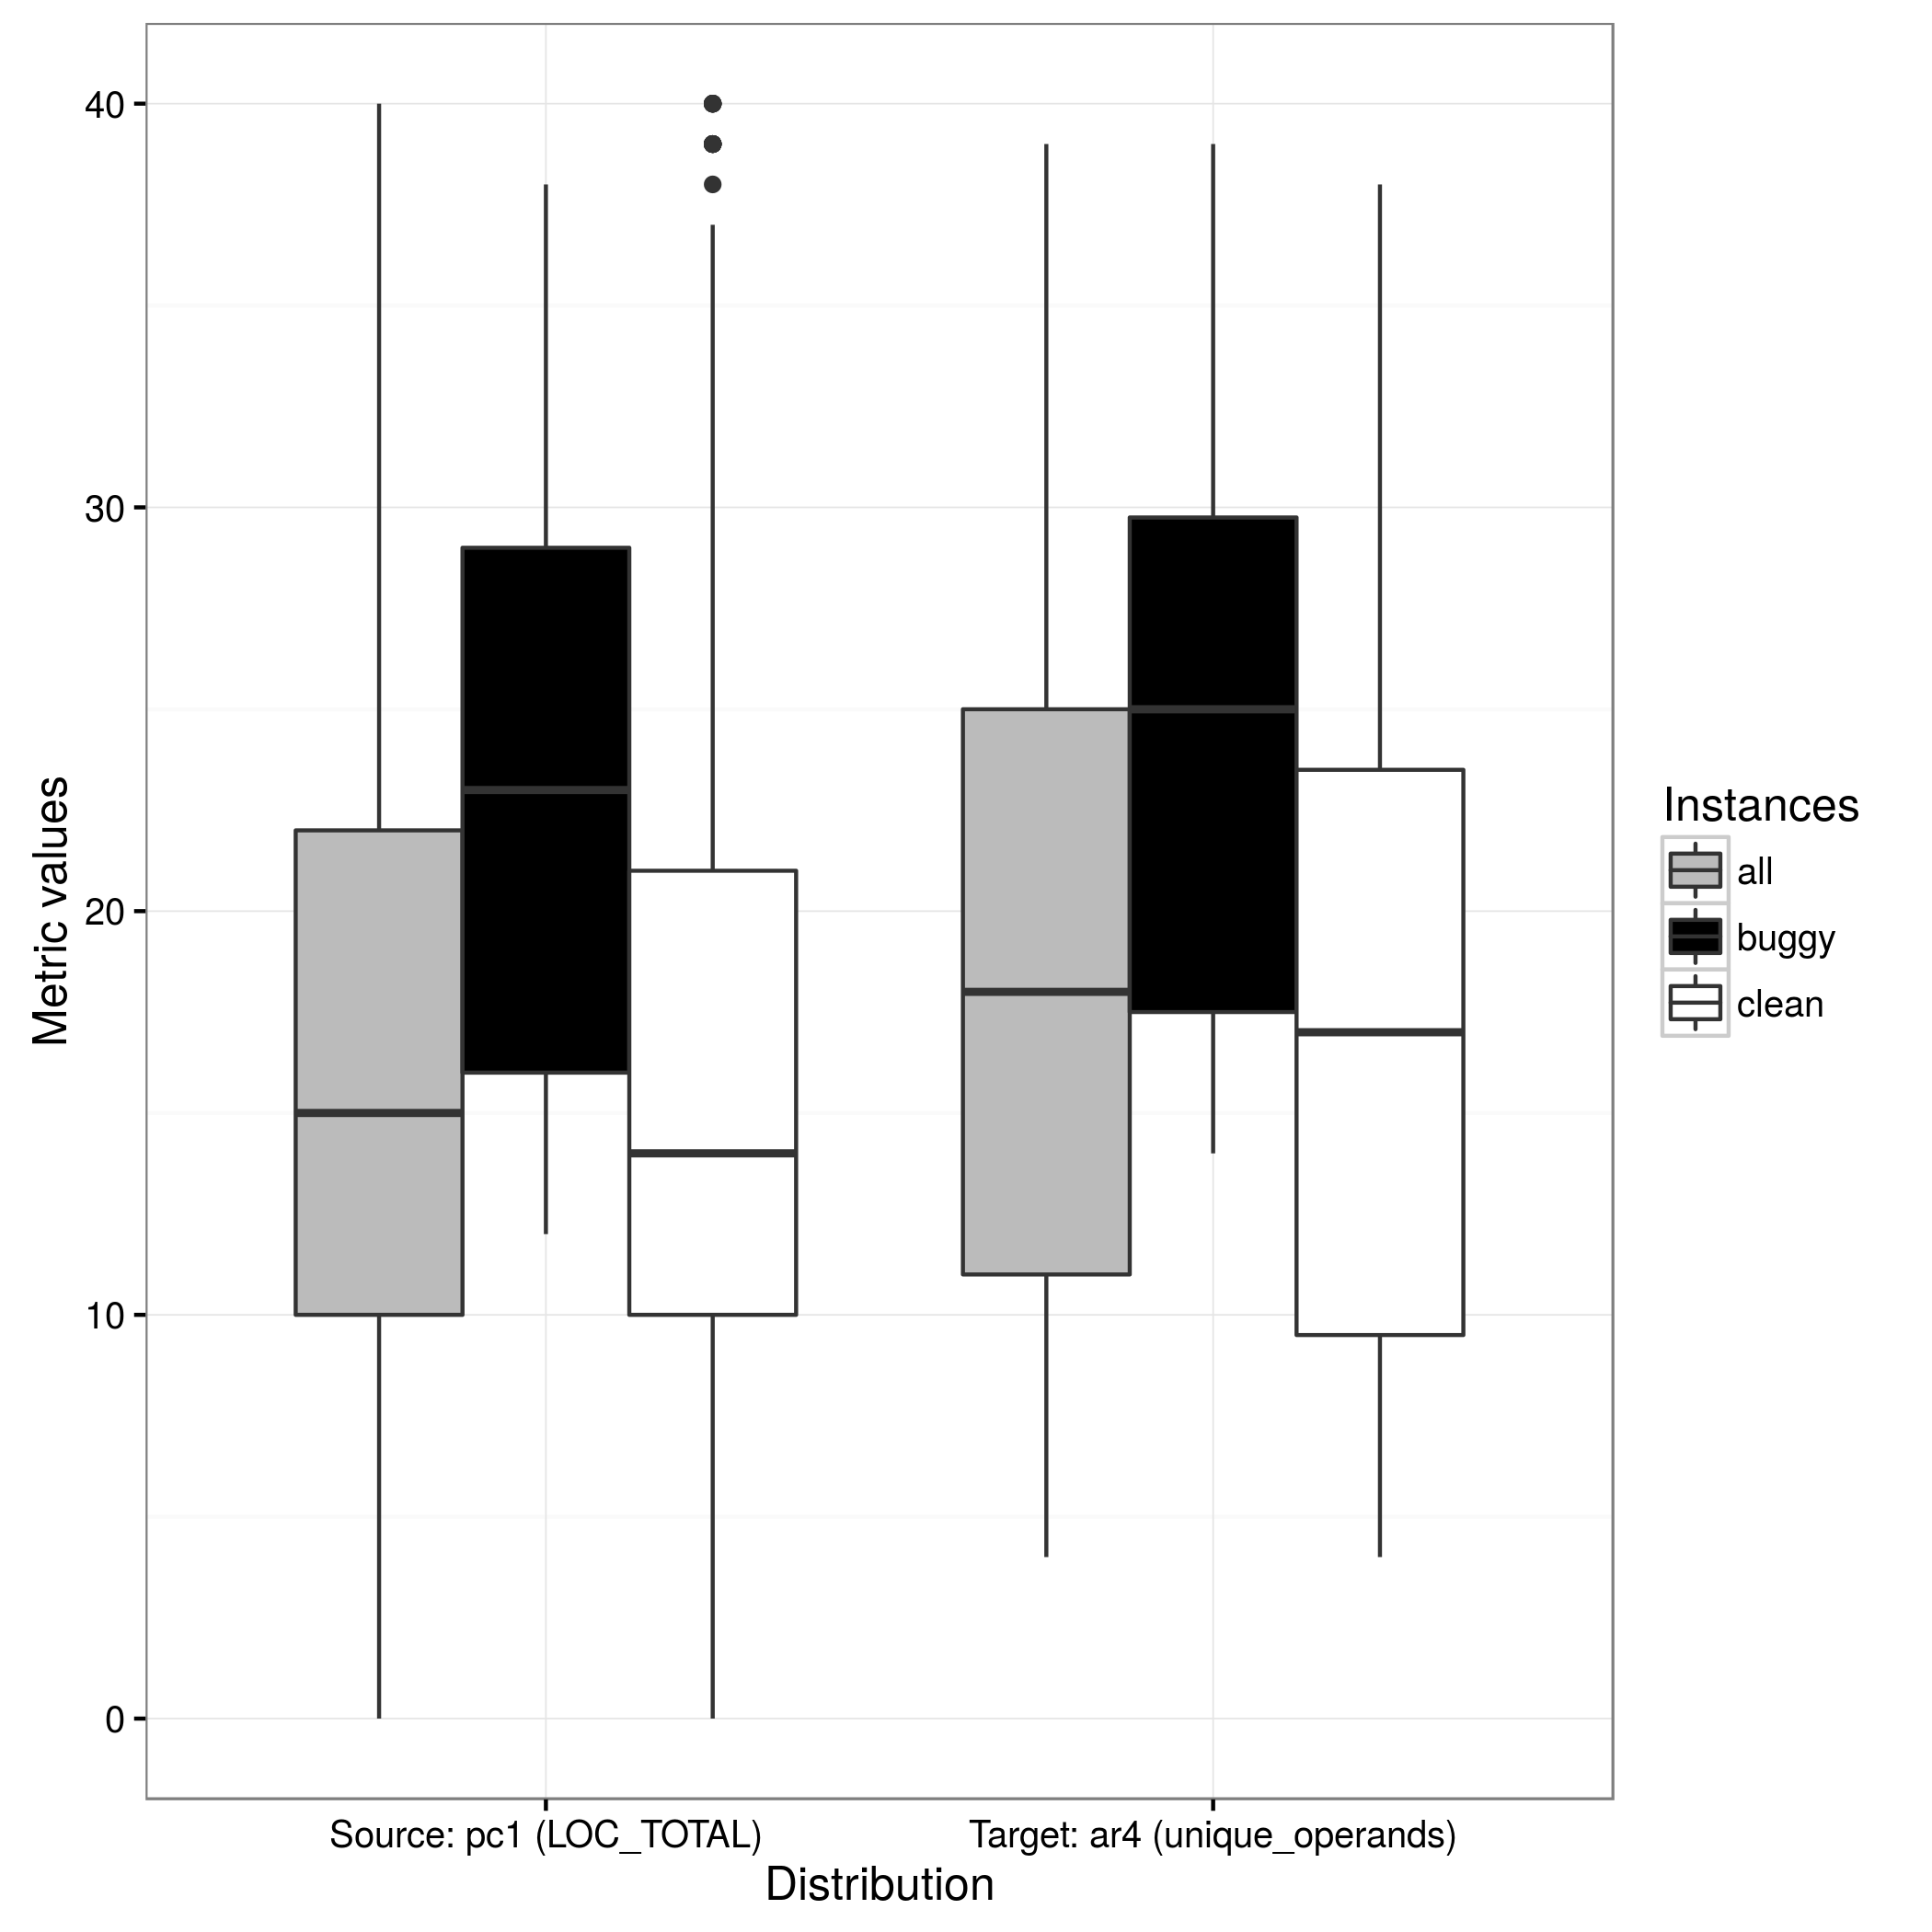 40
30
20
10
0
Metric values
Source: pc1 (LOC_TOTAL)
Target: ar4 (unique_operands)
Distribution
Instances
all
buggy
clean